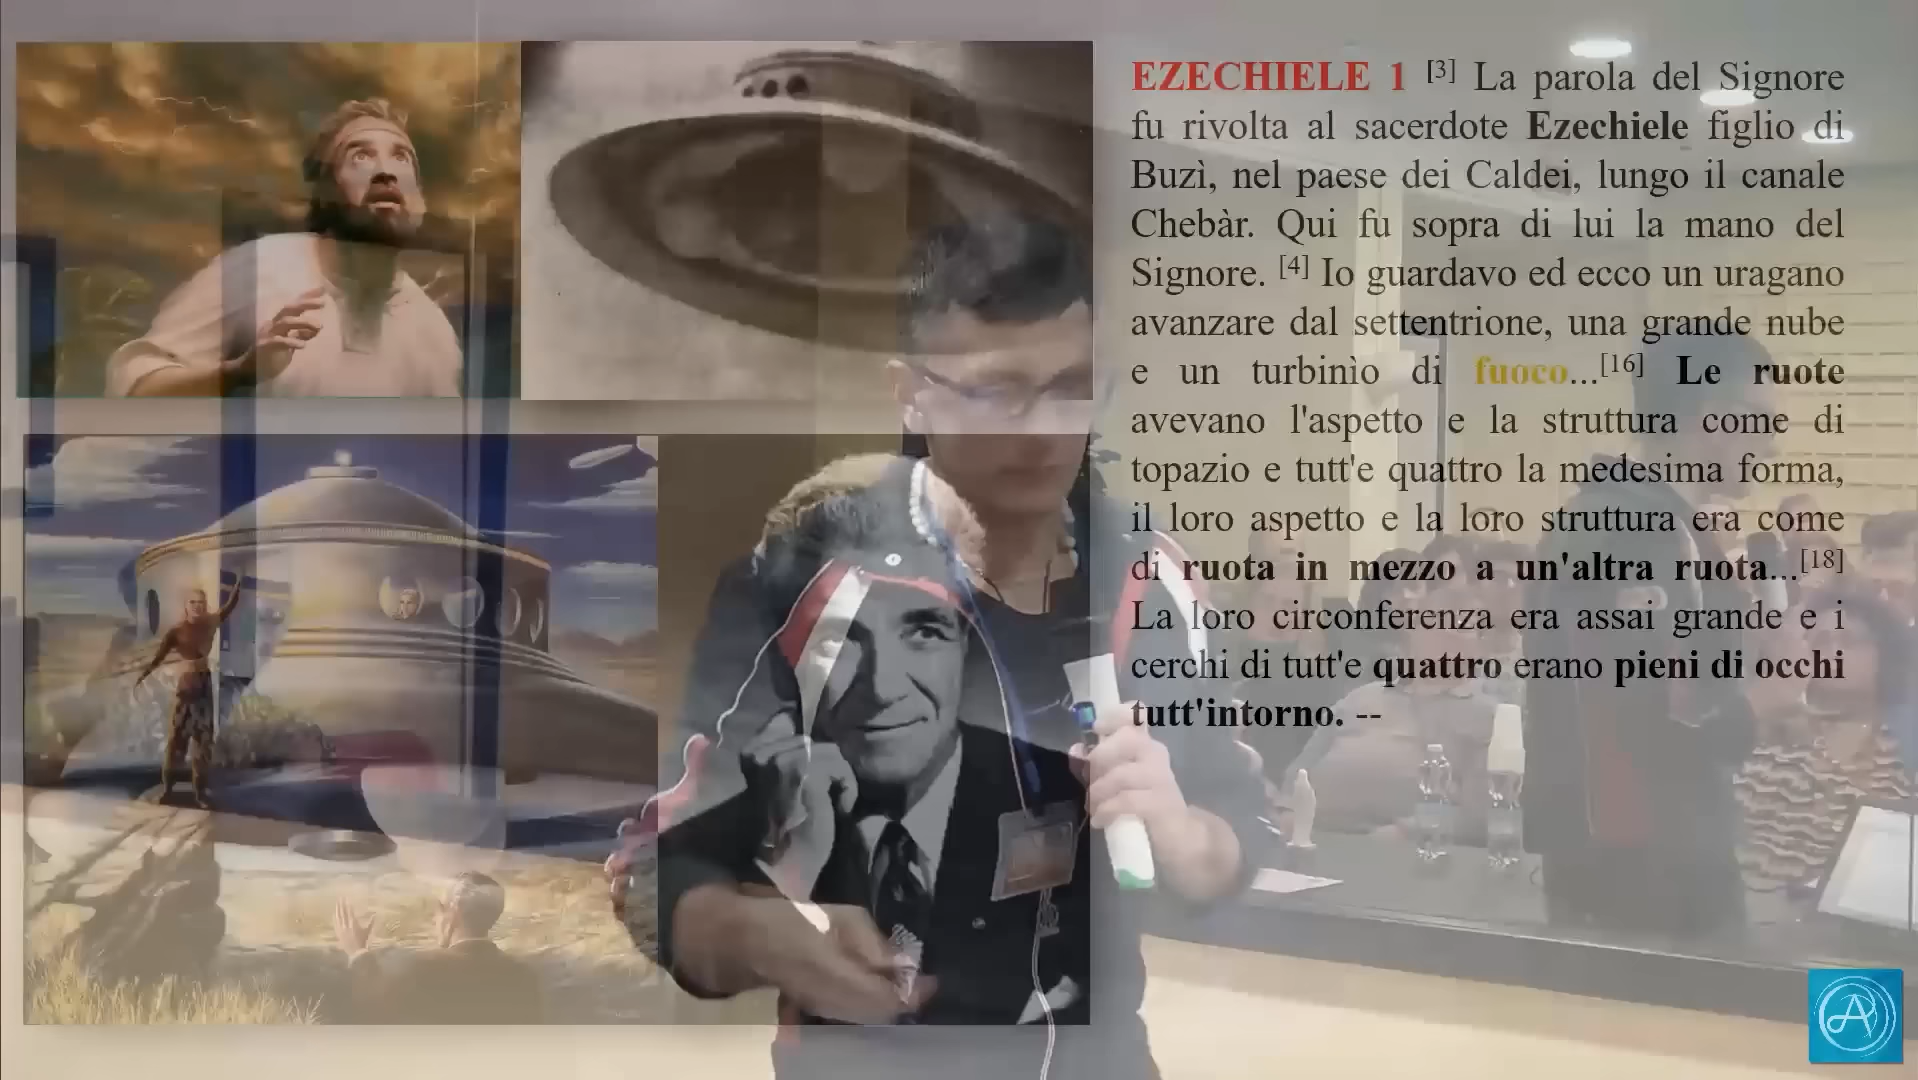 EZECHIELE 1 [3] La parola del Signore
fu rivolta al sacerdote Ezechiele figlio di
Buzì, nel paese dei Caldei, lungo il canale
Chebàr. Qui fu sopra di lui la mano del
Signore. [4] Io guardavo ed ecco un uragano
avanzare dal settentrione, una grande nube
e un turbinìo di fuoco...[16] Le ruote
avevano l'aspetto e la struttura come di
topazio e tutt'e quattro la medesima forma,
il loro aspetto e la loro struttura era come
di ruota in mezzo a un'altra ruota...[18]
La loro circonferenza era assai grande e i
cerchi di tutt'e quattro erano pieni di occhi
tutt'intorno. --